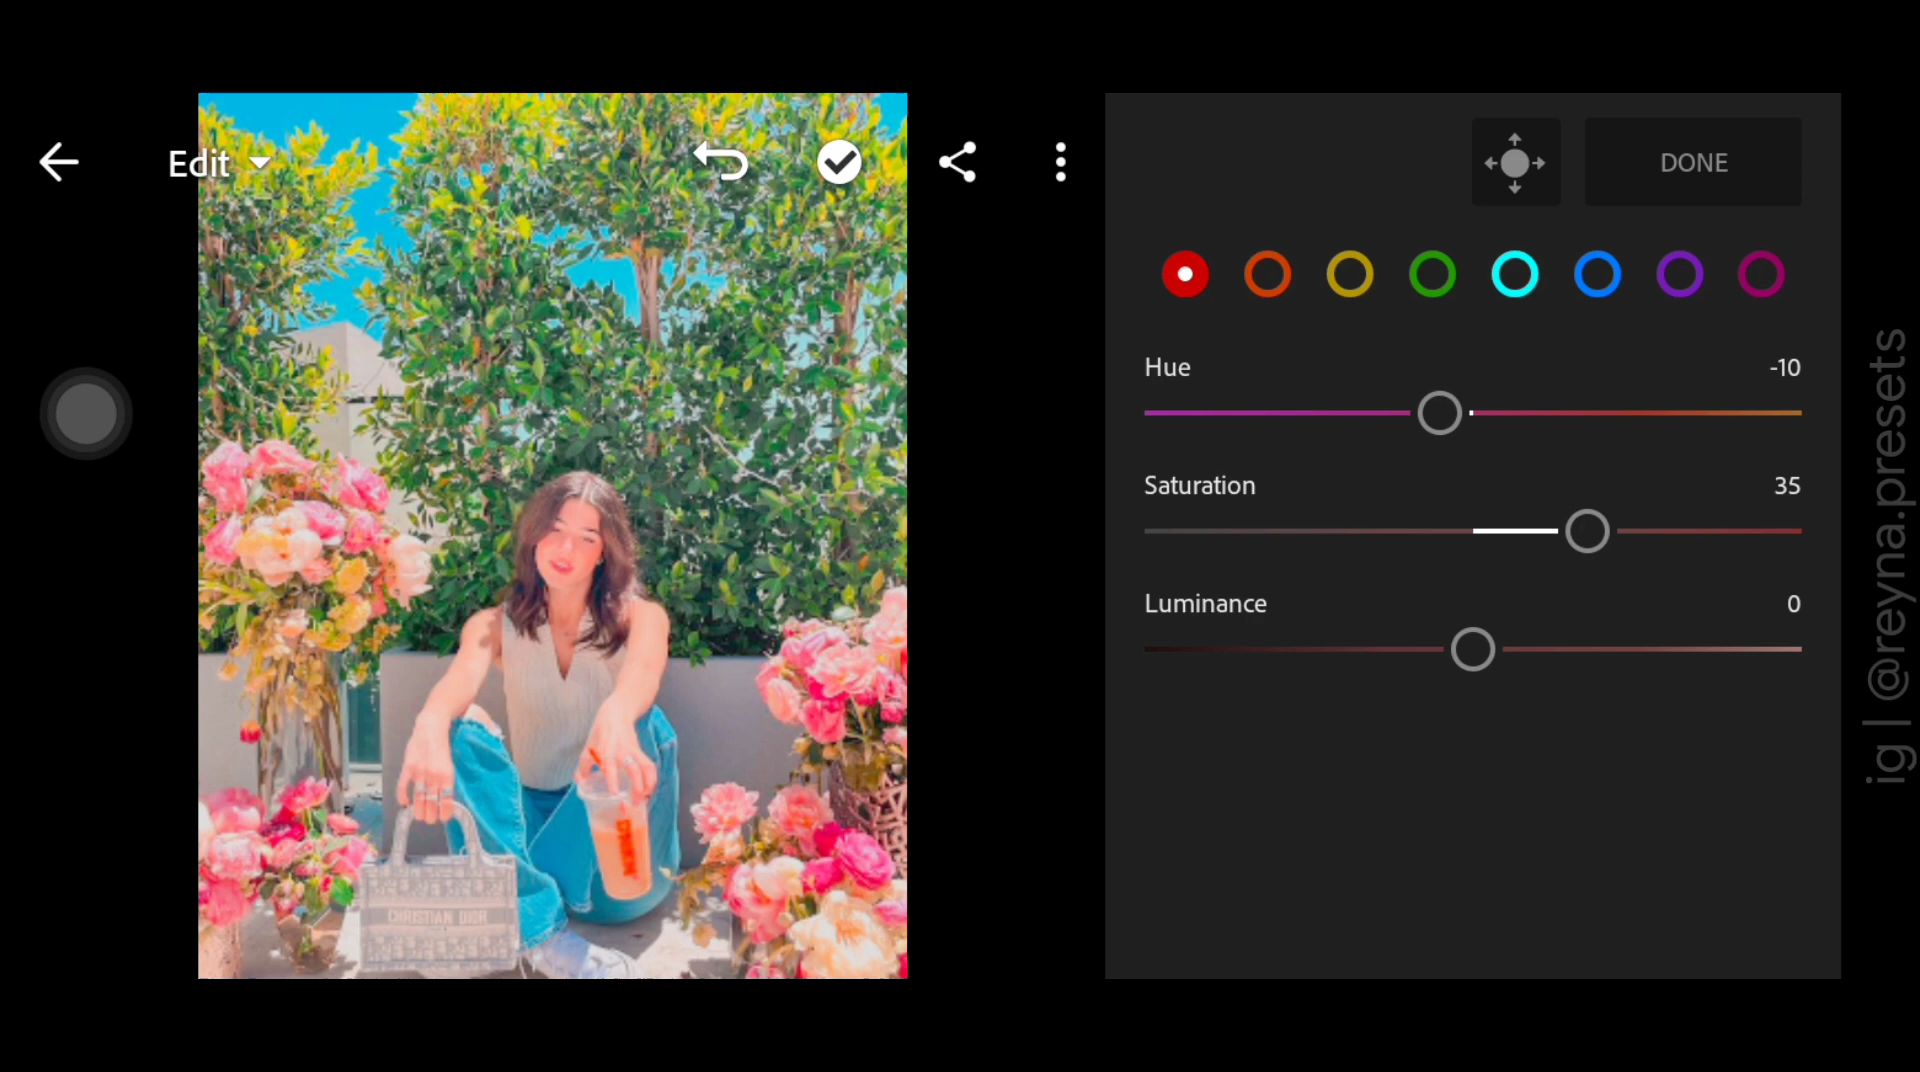 Edit
DONE
Hue
-10
Saturation
35
Luminance
0
CHRISTIAN DIOR
ig | @reyna.presets